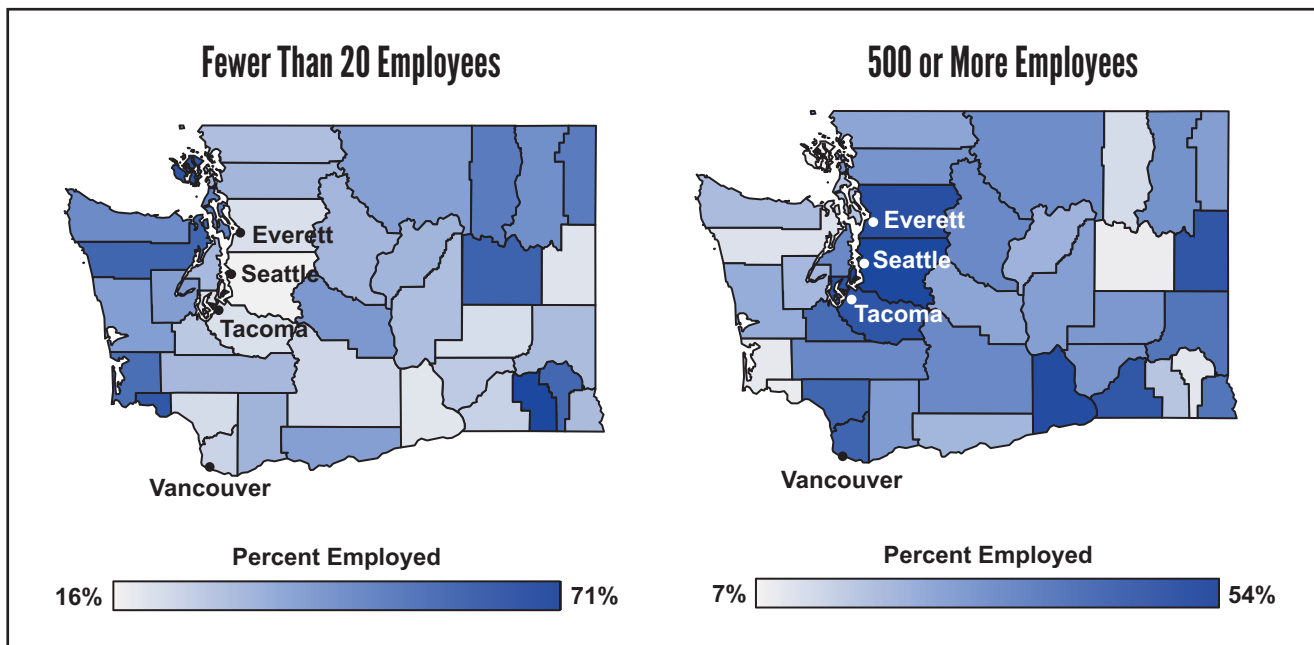 Fewer Than 20 Employees
Everett
Seattle
Tacoma
Vancouver
Percent Employed
16%
71%
500 or More Employees
Everett
Seattle
Tacoma
Vancouver
Percent Employed
7%
54%